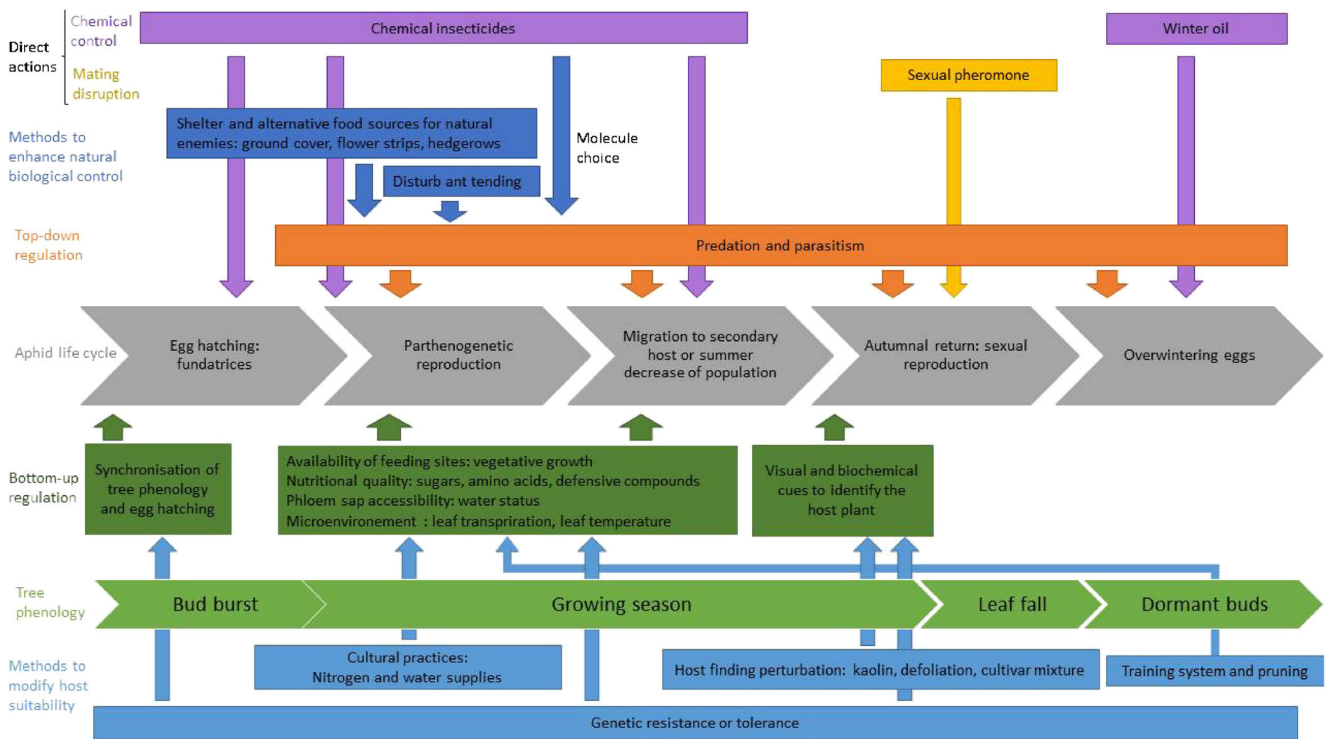 Direct
actions
Chemical
control
Mating
disruption
Chemical insecticides
Winter oil
Sexual pheromone
Methods to
enhance natural
biological control
Shelter and alternative food sources for natural
enemies: ground cover, flower strips, hedgerows
Molecule
choice
Disturb ant tending
Top-down
regulation
Predation and parasitism
Aphid life cycle
Egg hatching:
fundatrices
Parthenogenetic
reproduction
Migration to secondary
host or summer
decrease of population
Autumnal return: sexual
reproduction
Overwintering eggs
Bottom-up
regulation
Synchronisation of
tree phenology
and egg hatching
Availability of feeding sites: vegetative growth
Nutritional quality: sugars, amino acids, defensive compounds
Phloem sap accessibility: water status
Microenvironement : leaf transpriration, leaf temperature
Visual and biochemical
cues to identify the
host plant
Tree
phenology
Bud burst
Growing season
Leaf fall
Dormant buds
Methods to
modify host
suitability
Cultural practices:
Nitrogen and water supplies
Host finding perturbation: kaolin, defoliation, cultivar mixture
Training system and pruning
Genetic resistance or tolerance